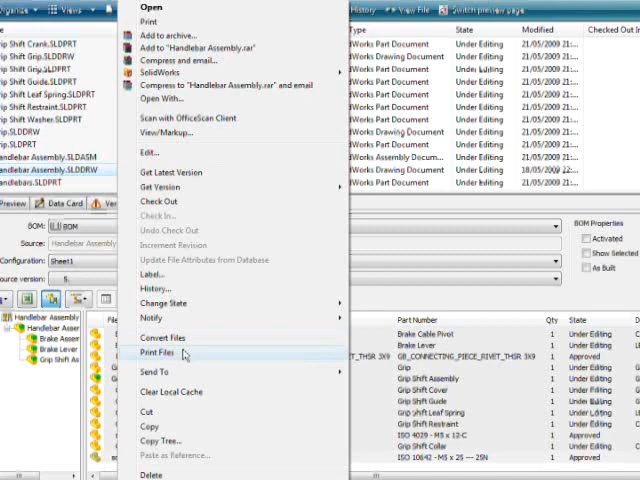 Organize Views History View File Switch preview page
Open
Print
Add to archive...
Add to "Handlebar Assembly.rar"
Compress and email...
SolidWorks
Compress to "Handlebar Assembly.rar" and email
Open With...
Scan with OfficeScan Client
View/Markup...
Edit...
Get Latest Version
Get Version
Check Out
Check In...
Undo Check Out
Increment Revision
Update File Attributes from Database
Label...
History...
Change State
Notify
Convert Files
Print Files
Send To
Clear Local Cache
Cut
Copy
Copy Tree...
Paste as Reference...
Delete
rip Shift Crank.SLDPRT
rip Shift Grip.SLDDRW
rip Shift Grip.SLDPRT
rip Shift Guide.SLDPRT
rip Shift Leaf Spring.SLDPRT
rip Shift Restraint.SLDPRT
rip Shift Washer.SLDPRT
rip.SLDDRW
rip.SLDPRT
andlebar Assembly.SLDASM
andlebar Assembly.SLDDRW
andlebars.SLDPRT
Type State Modified Checked Out In
dWorks Part Document Under Editing 21/05/2009 21:...
dWorks Drawing Document Under Editing 21/05/2009 21:...
dWorks Part Document Under Editing 21/05/2009 21:...
dWorks Part Document Under Editing 21/05/2009 21:...
dWorks Part Document Under Editing 21/05/2009 21:...
dWorks Part Document Under Editing 21/05/2009 21:...
dWorks Part Document Under Editing 21/05/2009 21:...
dWorks Drawing Document Under Editing 21/05/2009 21:...
dWorks Part Document Under Editing 21/05/2009 21:...
dWorks Assembly Docum... Under Editing 21/05/2009 21:...
dWorks Drawing Document Under Editing 18/05/2009 22:...
dWorks Part Document Under Editing 21/05/2009 21:...
Preview Data Card Ver
BOM: BOM
Source: Handlebar Assembly
Configuration: Sheet1
ource version: 5.
BOM Properties
Activated
Show Selected
As Built
Handlebar Assembly
Handlebar Asser
Brake Assem
Brake Lever
Grip Shift As
File
Part Number Qty State D
Brake Cable Pivot 1 Under Editing
Brake Lever 1 Under Editing
ET_THSR 3X9 GB_CONNECTING_PIECE_RIVET_THSR 3X9 1 Approved
Grip 1 Under Editing
Grip Shift Assembly 1 Under Editing
Grip Shift Cover 1 Under Editing
Grip Shift Guide 1 Under Editing
Grip Shift Leaf Spring 1 Under Editing
Grip Shift Restraint 1 Under Editing
ISO 4029 - M5 x 12-C 1 Approved
Grip Shift Collar 1 Under Editing
ISO 10642 - M5 x 25 --- 25N 1 Approved